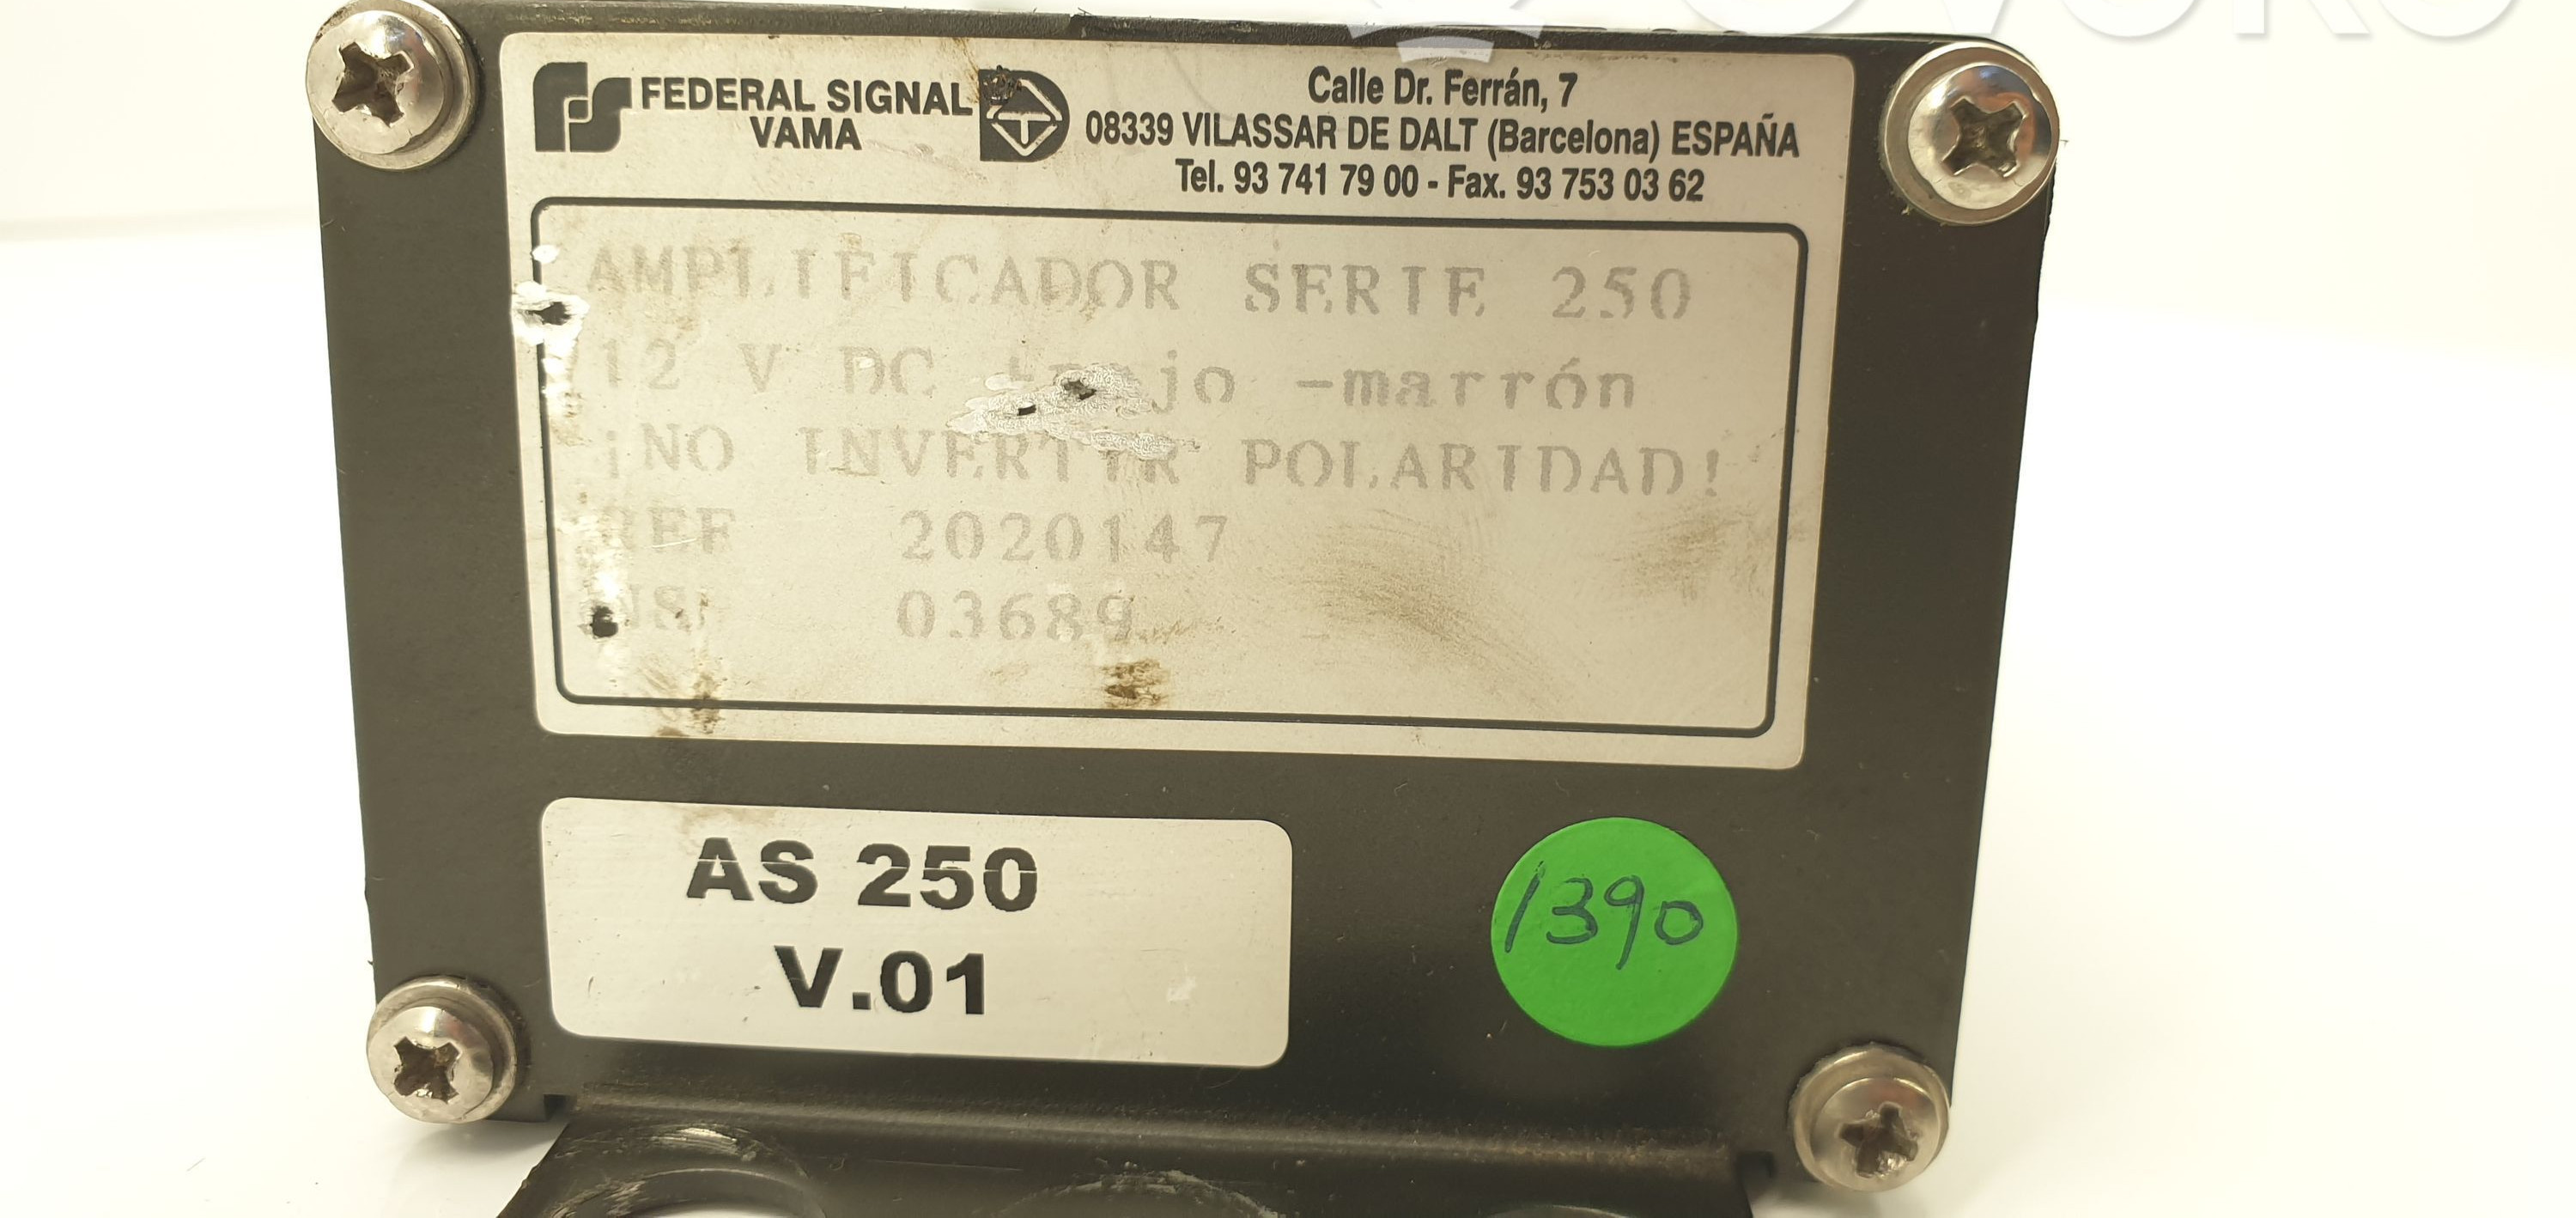 FEDERAL SIGNAL
VAMA
Calle Dr. Ferrán, 7
08339 VILASSAR DE DALT (Barcelona) ESPAÑA
Tel. 93 741 79 00 - Fax. 93 753 03 62
AMPLIFICADOR SERIE 250
12 V DC +rojo -marrón
¡NO INVERTIR POLARIDAD!
REF 2020147
03689
AS 250
V.01
1390